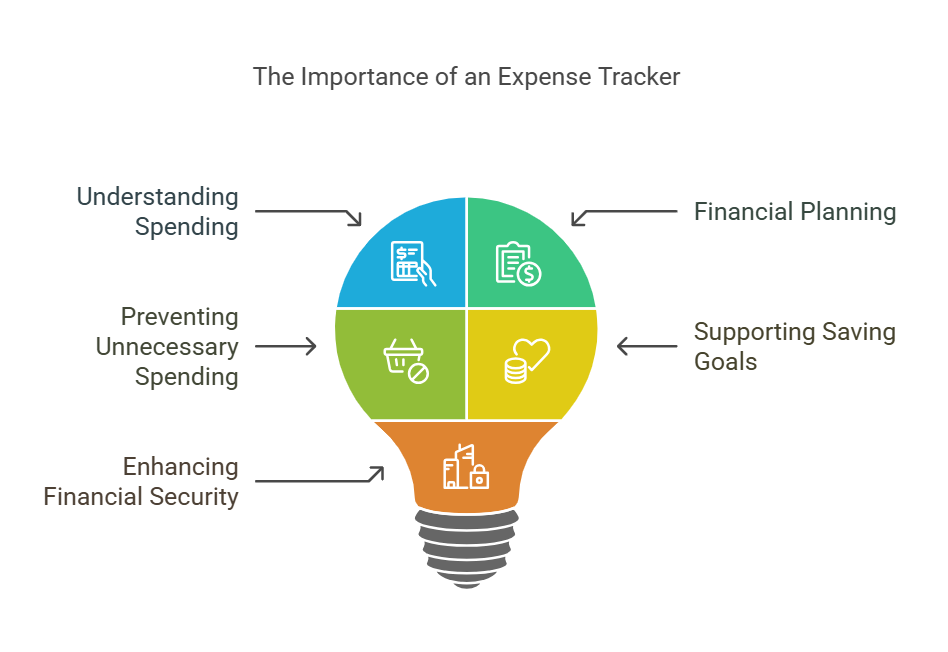 The Importance of an Expense Tracker
Understanding
Spending
Financial Planning
Preventing
Unnecessary
Spending
Supporting Saving
Goals
Enhancing
Financial Security